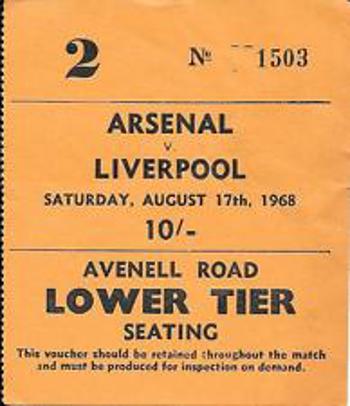 2 No 1503
ARSENAL
v
LIVERPOOL
SATURDAY, AUGUST 17th, 1968
10/-
AVENELL ROAD
LOWER TIER
SEATING
This voucher should be retained throughout the match
and must be produced for inspection on demand.